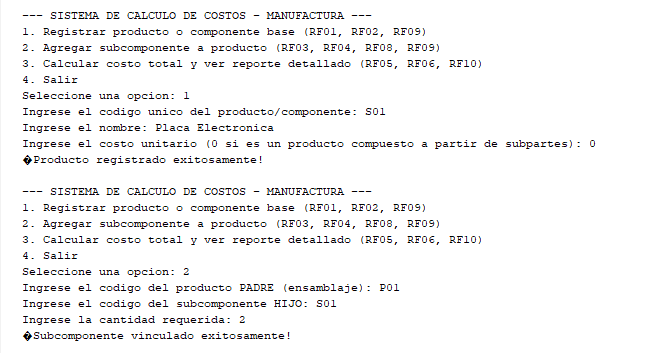 --- SISTEMA DE CALCULO DE COSTOS - MANUFACTURA ---
1. Registrar producto o componente base (RF01, RF02, RF09)
2. Agregar subcomponente a producto (RF03, RF04, RF08, RF09)
3. Calcular costo total y ver reporte detallado (RF05, RF06, RF10)
4. Salir
Seleccione una opcion: 1
Ingrese el codigo unico del producto/componente: S01
Ingrese el nombre: Placa Electronica
Ingrese el costo unitario (0 si es un producto compuesto a partir de subpartes): 0
�Producto registrado exitosamente!

--- SISTEMA DE CALCULO DE COSTOS - MANUFACTURA ---
1. Registrar producto o componente base (RF01, RF02, RF09)
2. Agregar subcomponente a producto (RF03, RF04, RF08, RF09)
3. Calcular costo total y ver reporte detallado (RF05, RF06, RF10)
4. Salir
Seleccione una opcion: 2
Ingrese el codigo del producto PADRE (ensamblaje): P01
Ingrese el codigo del subcomponente HIJO: S01
Ingrese la cantidad requerida: 2
�Subcomponente vinculado exitosamente!